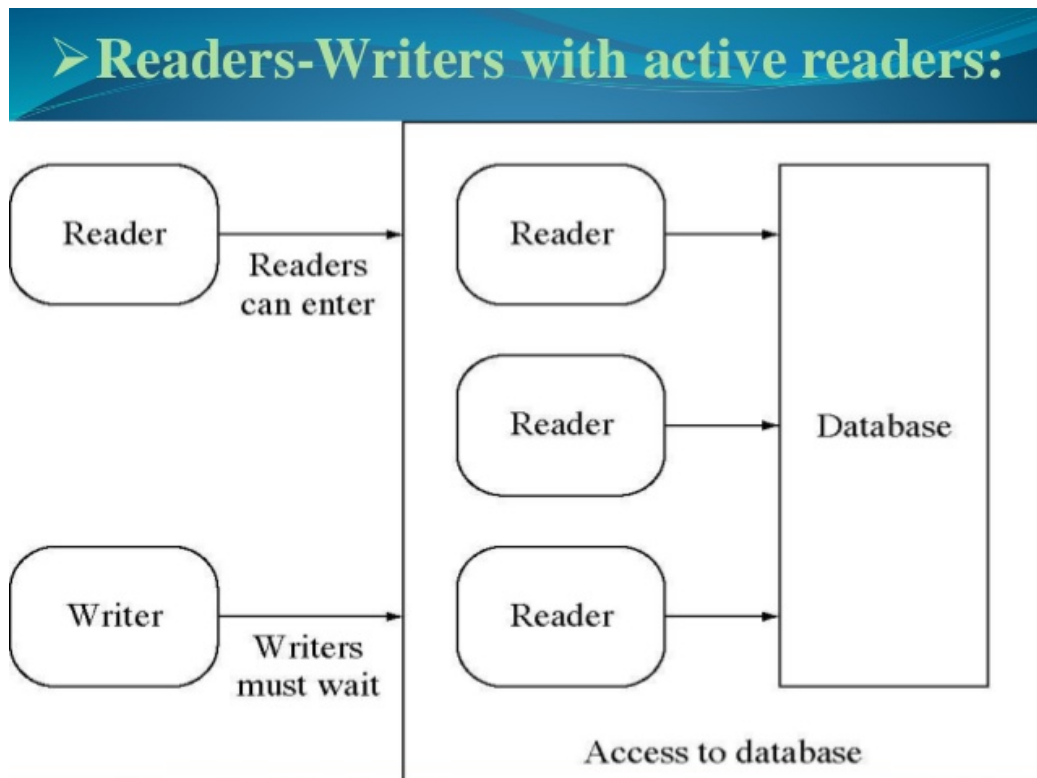 ➢Readers-Writers with active readers:
Reader
Readers
can enter
Reader
Reader
Database
Writer
Writers
must wait
Reader
Access to database